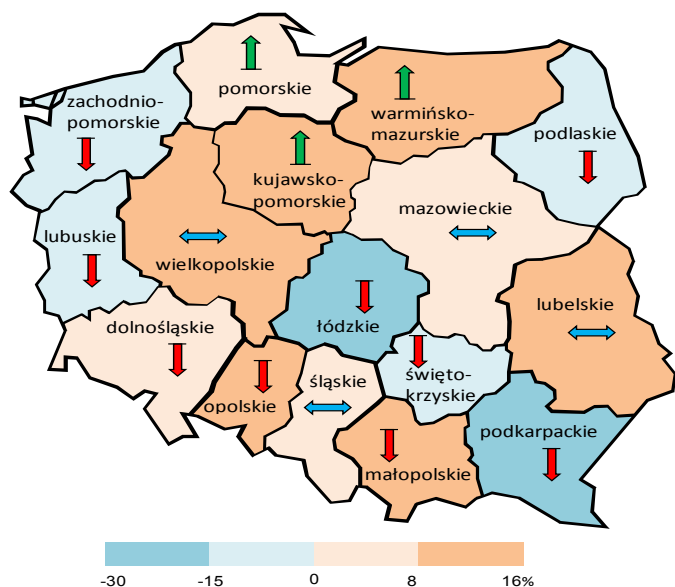 pomorskie
zachodnio-
pomorskie
warmińsko-
mazurskie
podlaskie
kujawsko-
pomorskie
mazowieckie
lubuskie
wielkopolskie
lubelskie
dolnośląskie
łódzkie
opolskie
śląskie
święto-
krzyskie
podkarpackie
małopolskie
-30 -15 0 8 16%